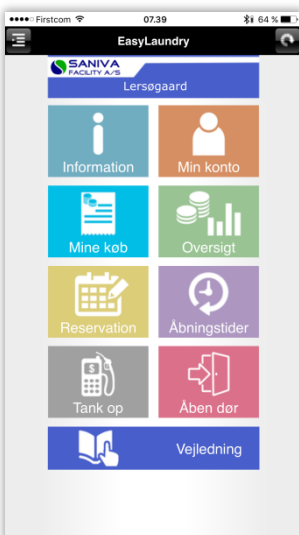 Firstcom 07.39 64 %
EasyLaundry
SANIVA
FACILITY A/S
Lersøgaard
Information Min konto
Mine køb Oversigt
Reservation Åbningstider
$
Tank op Åben dør
Vejledning